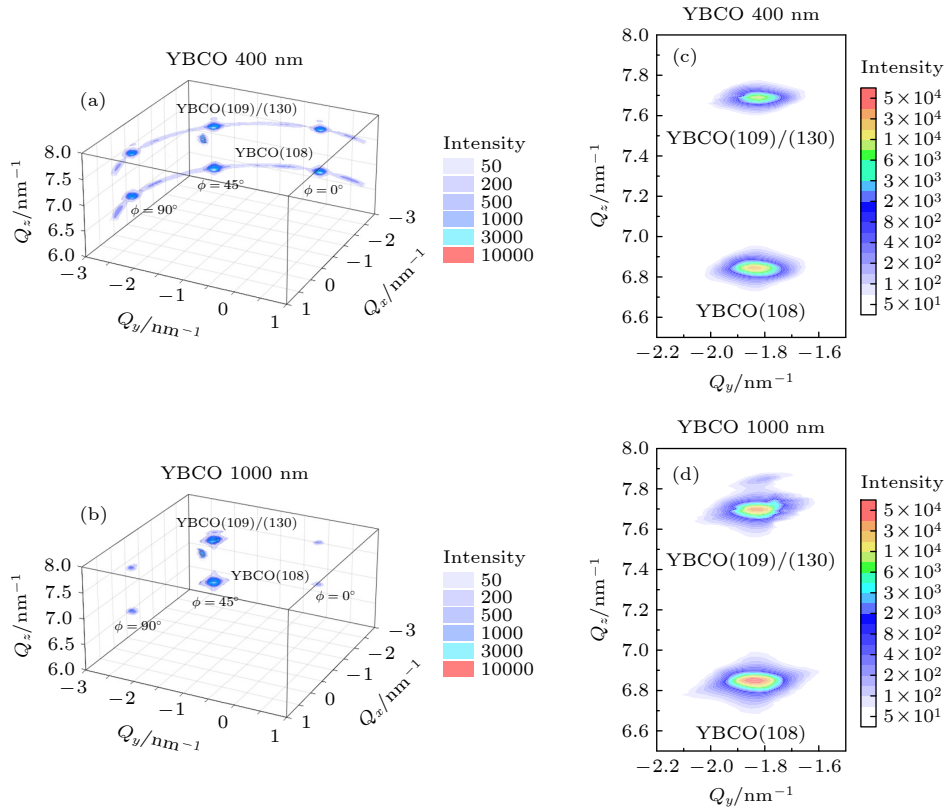 YBCO 400 nm
(a)
YBCO(109)/(130)
YBCO(108)
ϕ = 45°
ϕ = 0°
ϕ = 90°
8.0
7.5
7.0
6.5
6.0
Q_z/nm⁻¹
−3
−2
−1
0
1
Q_y/nm⁻¹
−3
−2
−1
0
1
Q_x/nm⁻¹
Intensity
50
200
500
1000
3000
10000
YBCO 400 nm
(c)
YBCO(109)/(130)
YBCO(108)
8.0
7.8
7.6
7.4
7.2
7.0
6.8
6.6
Q_z/nm⁻¹
−2.2 −2.0 −1.8 −1.6
Q_y/nm⁻¹
Intensity
5×10⁴
3×10⁴
1×10⁴
6×10³
3×10³
2×10³
8×10²
4×10²
2×10²
1×10²
5×10¹
YBCO 1000 nm
(b)
YBCO(109)/(130)
YBCO(108)
ϕ = 45°
ϕ = 0°
ϕ = 90°
8.0
7.5
7.0
6.5
6.0
Q_z/nm⁻¹
−3
−2
−1
0
1
Q_y/nm⁻¹
−3
−2
−1
0
1
Q_x/nm⁻¹
Intensity
50
200
500
1000
3000
10000
YBCO 1000 nm
(d)
YBCO(109)/(130)
YBCO(108)
8.0
7.8
7.6
7.4
7.2
7.0
6.8
6.6
Q_z/nm⁻¹
−2.2 −2.0 −1.8 −1.6
Q_y/nm⁻¹
Intensity
5×10⁴
3×10⁴
1×10⁴
6×10³
3×10³
2×10³
8×10²
4×10²
2×10²
1×10²
5×10¹